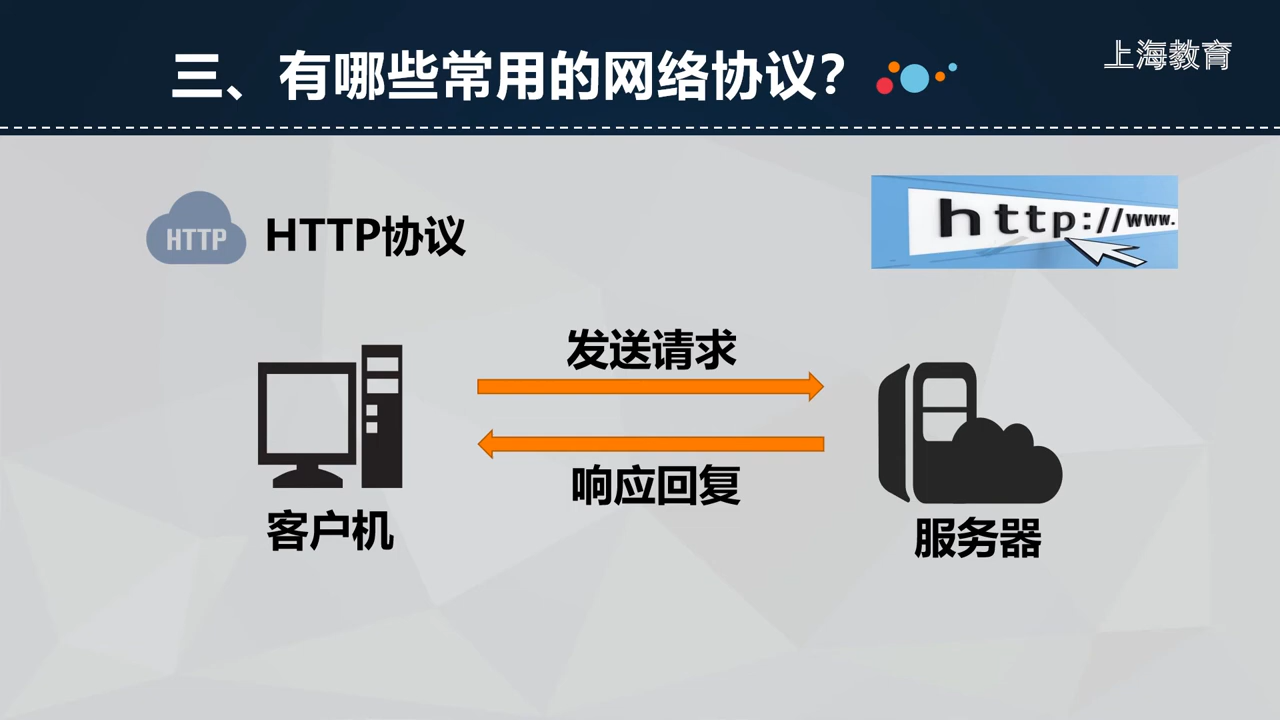 三、有哪些常用的网络协议？
上海教育
HTTP
HTTP协议
http://www.
发送请求
响应回复
客户机
服务器